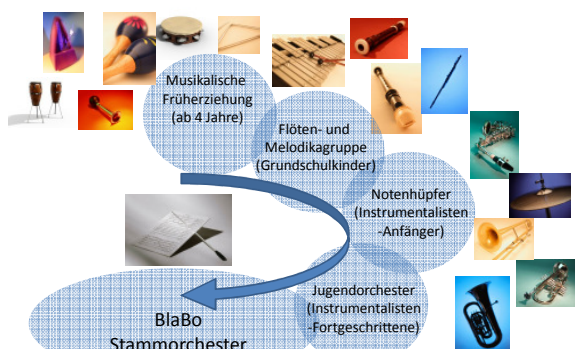 Musikalische
Früherziehung
(ab 4 Jahre)
Flöten- und
Melodikagruppe
(Grundschulkinder)
Notenhüpfer
(Instrumentalisten
-Anfänger)
Jugendorchester
(Instrumentalisten
-Fortgeschrittene)
BlaBo
Stammorchester